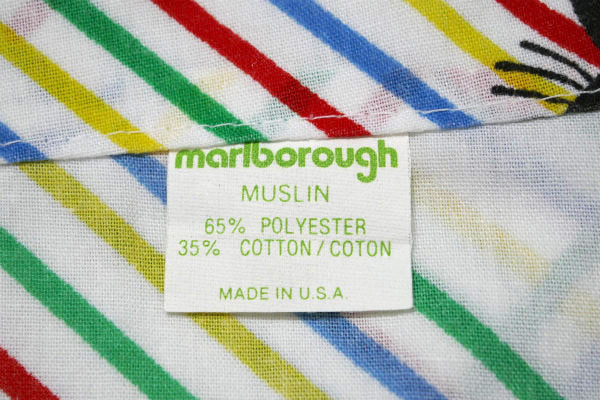 marlborough
MUSLIN
65% POLYESTER
35% COTTON/COTON
MADE IN U.S.A.